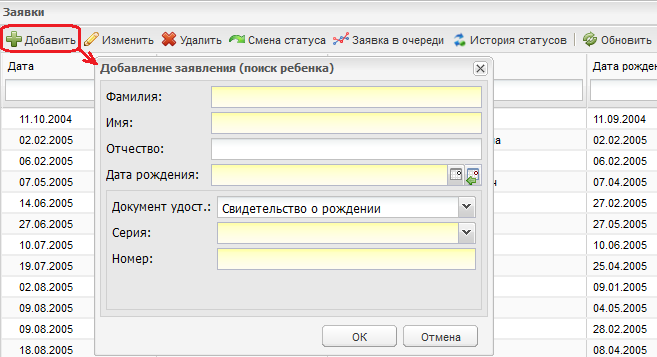 Заявки
Добавить Изменить Удалить Смена статуса Заявка в очереди История статусов Обновить
Дата Добавление заявления (поиск ребенка) Дата рожден
Фамилия:
11.10.2004 Имя: 11.09.2004
02.02.2005 Отчество: на 02.02.2005
06.02.2005 06.02.2005
07.05.2005 Дата рождения: н 07.04.2005
14.06.2005 Документ удост.: Свидетельство о рождении 27.02.2005
27.06.2005 Серия: 27.05.2005
10.07.2005 Номер: 10.06.2005
19.07.2005 25.04.2005
02.08.2005 09.01.2005
09.08.2005 04.05.2005
09.08.2005 ОК Отмена 28.02.2005
18.08.2005 08.04.2005